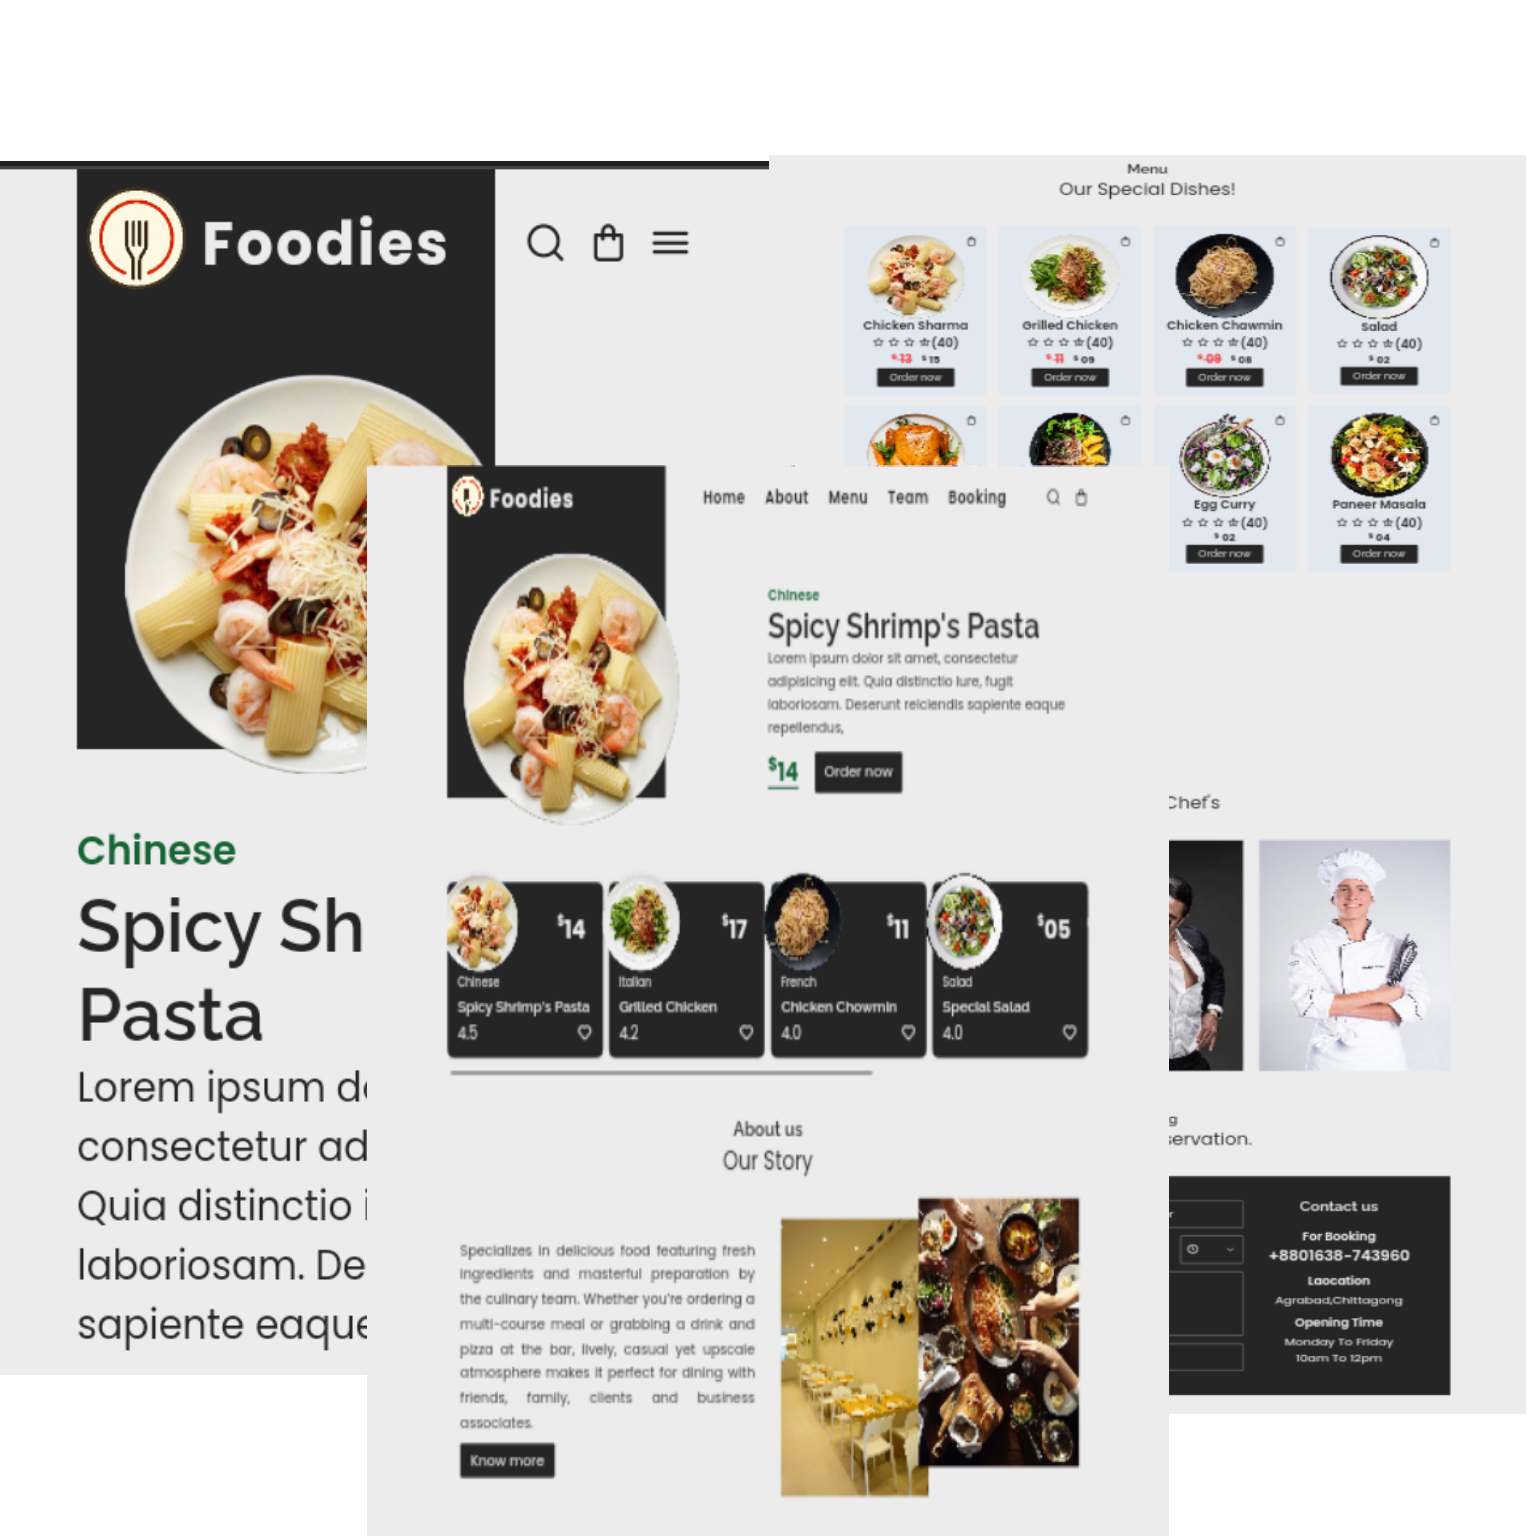 Foodies
Chinese
Spicy Sh
Pasta
Lorem ipsum do
consectetur ad
Quia distinctio i
laboriosam. De
sapiente eaque
Menu
Our Special Dishes!
Chicken Sharma
(40)
$13 $15
Order now
Grilled Chicken
(40)
$11 $09
Order now
Chicken Chawmin
(40)
$09 $08
Order now
Salad
(40)
$02
Order now
Egg Curry
(40)
$02
Order now
Paneer Masala
(40)
$04
Order now
Foodies
Home About Menu Team Booking
Chinese
Spicy Shrimp's Pasta
Lorem ipsum dolor sit amet, consectetur
adipisicing elit. Quia distinctio iure, fugit
laboriosam. Deserunt reiciendis sapiente eaque
repellendus,
$14 Order now
$14
Chinese
Spicy Shrimp's Pasta
4.5
$17
Italian
Grilled Chicken
4.2
$11
French
Chicken Chowmin
4.0
$05
Salad
Special Salad
4.0
About us
Our Story
Specializes in delicious food featuring fresh
ingredients and masterful preparation by
the culinary team. Whether you're ordering a
multi-course meal or grabbing a drink and
pizza at the bar, lively, casual yet upscale
atmosphere makes it perfect for dining with
friends, family, clients and business
associates.
Know more
Chef's
g
servation.
r
Contact us
For Booking
+8801638-743960
Laocation
Agrabad,Chittagong
Opening Time
Monday To Friday
10am To 12pm